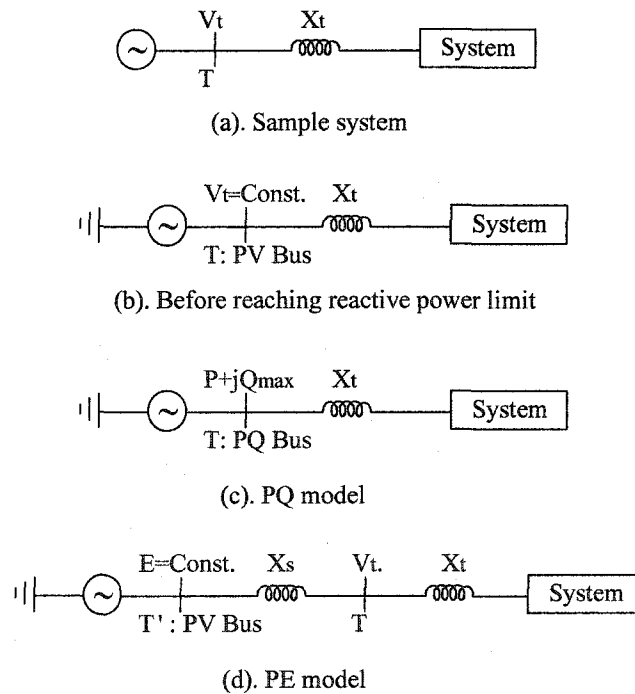 Vt
Xt
System
T
(a). Sample system
Vt=Const.
Xt
System
T: PV Bus
(b). Before reaching reactive power limit
P+jQmax
Xt
System
T: PQ Bus
(c). PQ model
E=Const.
Xs
Vt.
Xt
System
T' : PV Bus
T
(d). PE model